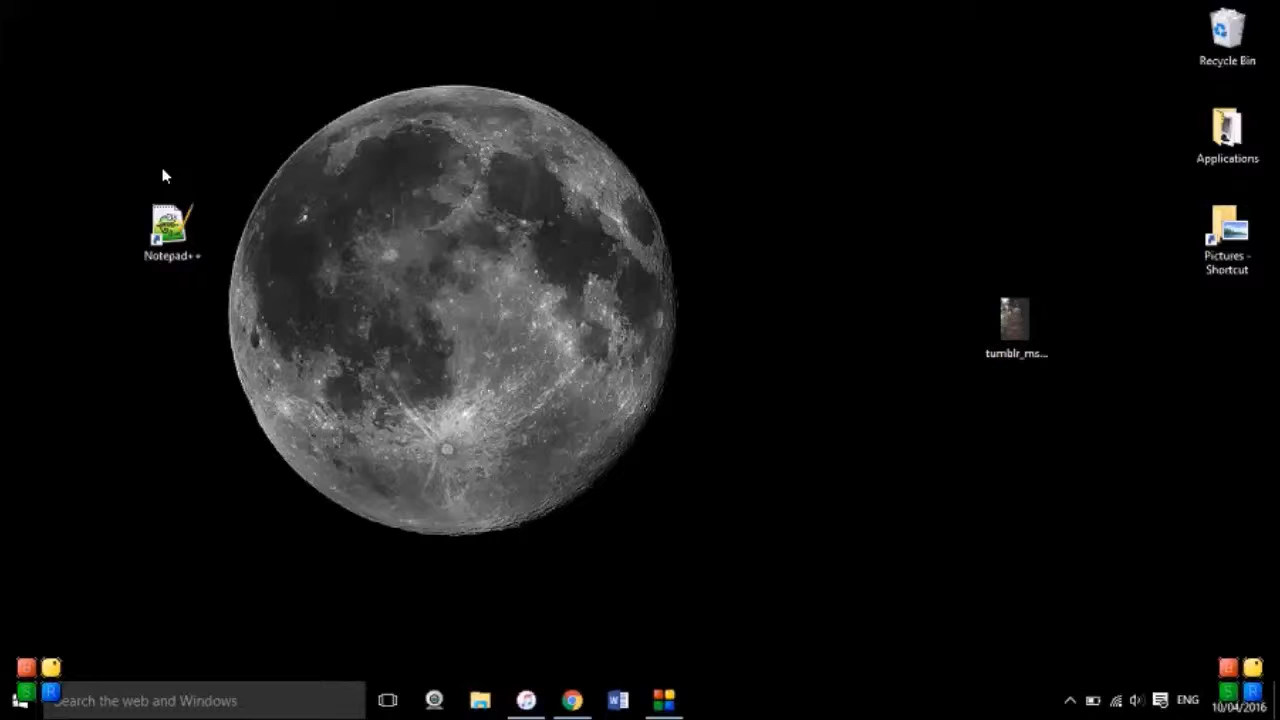 Recycle Bin
Applications
Notepad++
Pictures -
Shortcut
tumblr_ms...
B
S R
Search the web and Windows
W
ENG
B
S R
10/04/2016